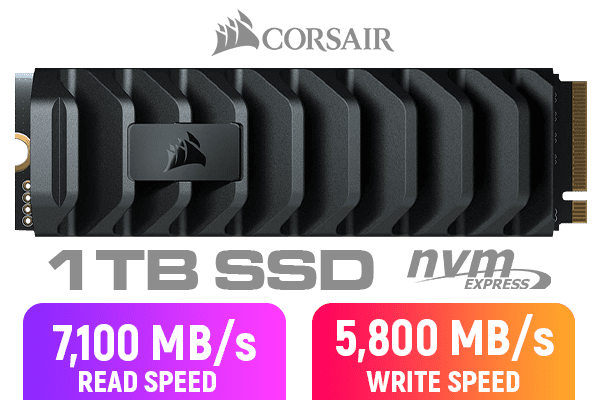 CORSAIR
1TB SSD
nvm
EXPRESS
7,100 MB/s
READ SPEED
5,800 MB/s
WRITE SPEED